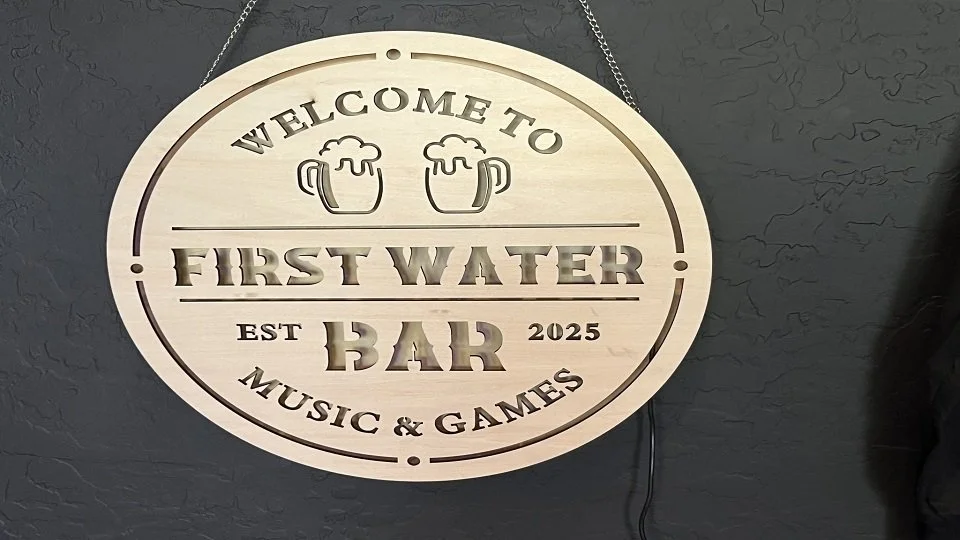 WELCOME TO
FIRST WATER
EST BAR 2025
MUSIC & GAMES